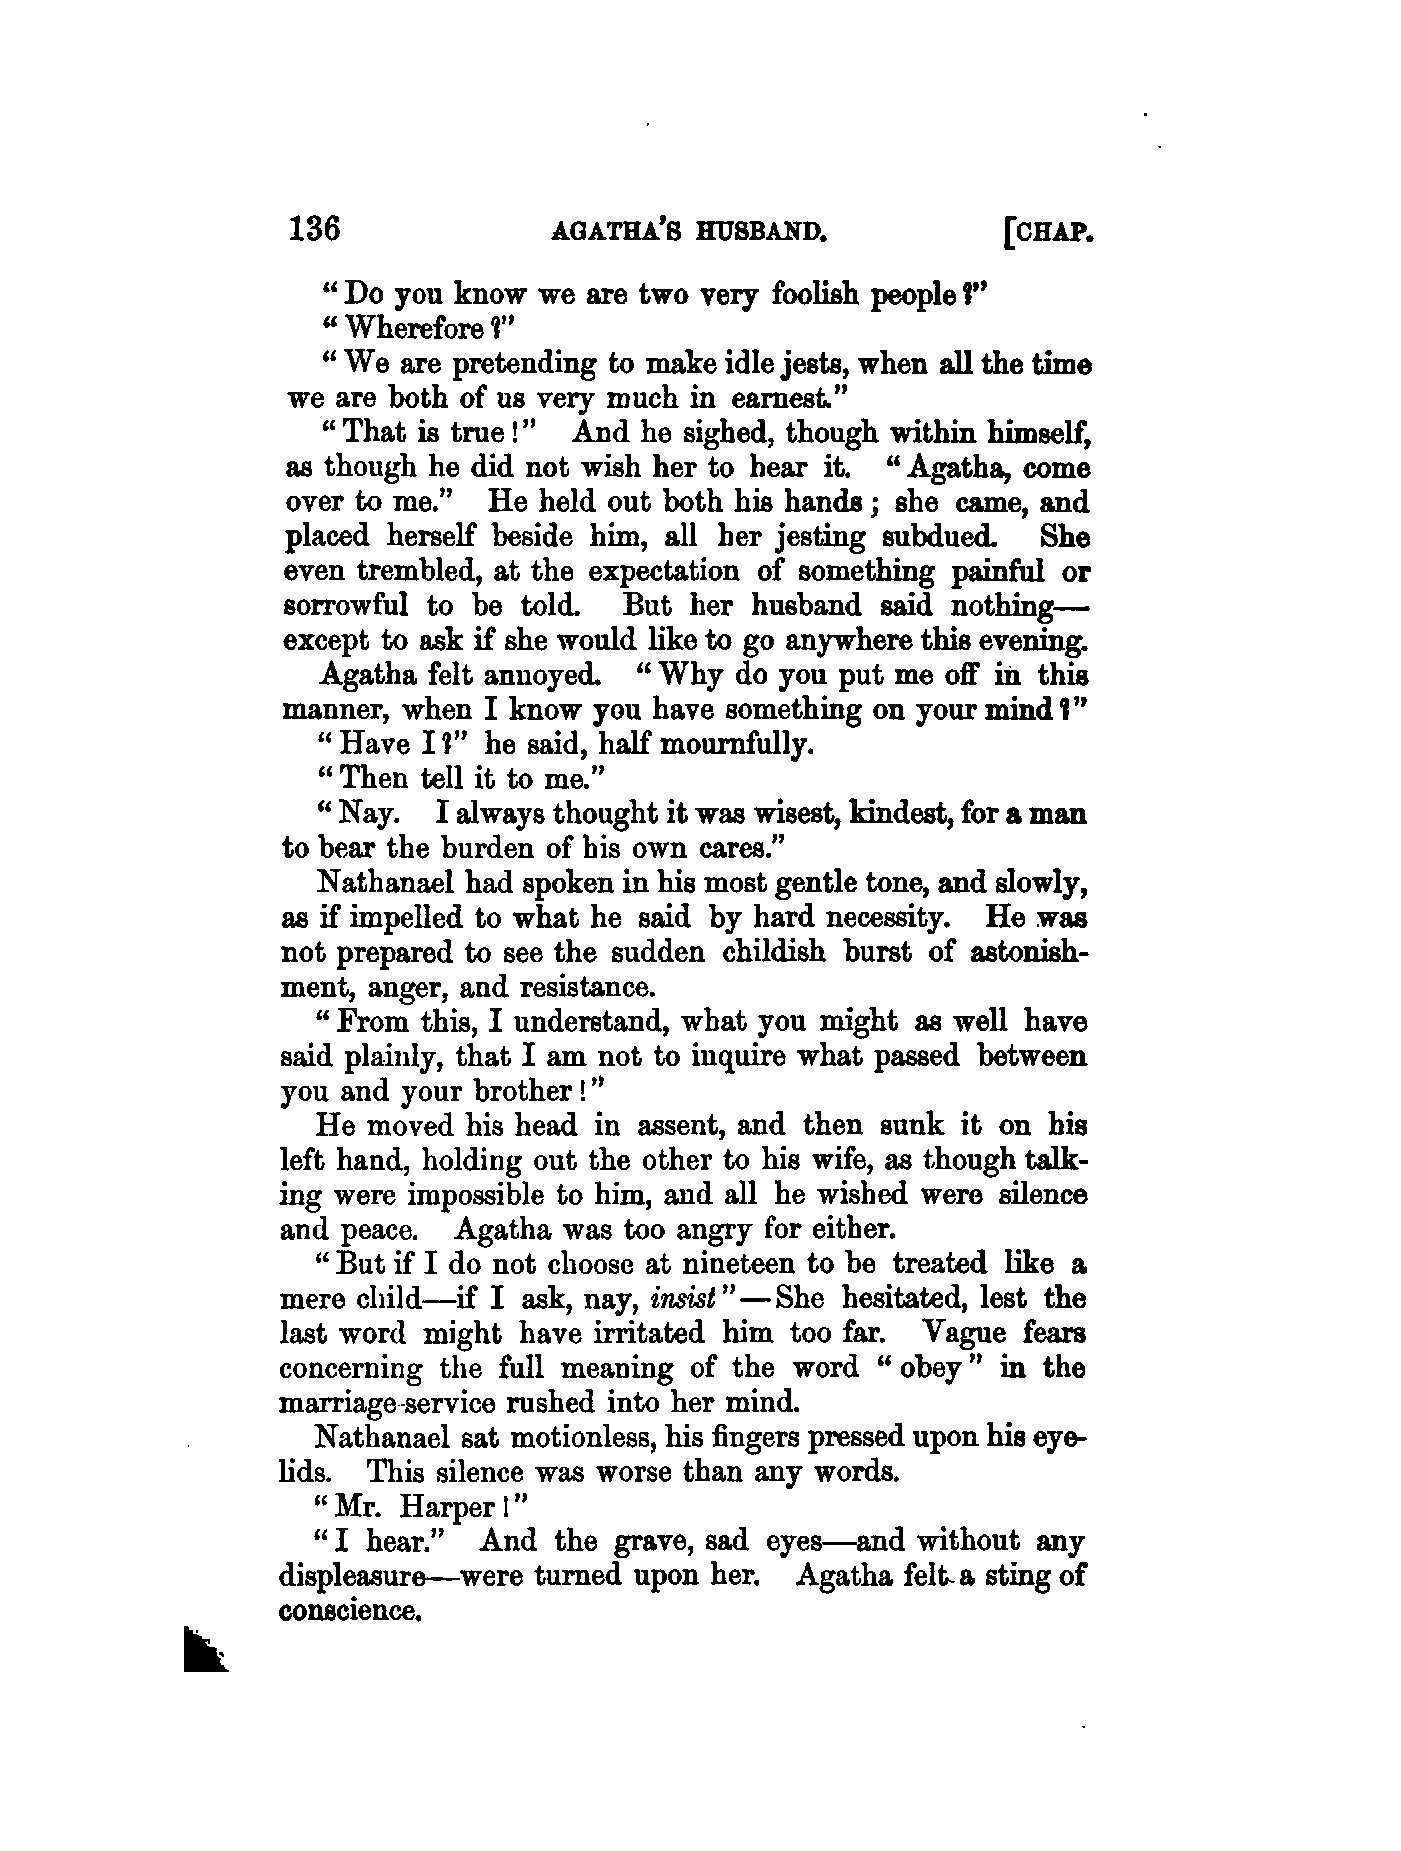 136 AGATHA'S HUSBAND. [CHAP.
"Do you know we are two very foolish people?"
"Wherefore?"
"We are pretending to make idle jests, when all the time
we are both of us very much in earnest."
"That is true!" And he sighed, though within himself,
as though he did not wish her to hear it. "Agatha, come
over to me." He held out both his hands; she came, and
placed herself beside him, all her jesting subdued. She
even trembled, at the expectation of something painful or
sorrowful to be told. But her husband said nothing—
except to ask if she would like to go anywhere this evening.
Agatha felt annoyed. "Why do you put me off in this
manner, when I know you have something on your mind?"
"Have I?" he said, half mournfully.
"Then tell it to me."
"Nay. I always thought it was wisest, kindest, for a man
to bear the burden of his own cares."
Nathanael had spoken in his most gentle tone, and slowly,
as if impelled to what he said by hard necessity. He was
not prepared to see the sudden childish burst of astonish-
ment, anger, and resistance.
"From this, I understand, what you might as well have
said plainly, that I am not to inquire what passed between
you and your brother!"
He moved his head in assent, and then sunk it on his
left hand, holding out the other to his wife, as though talk-
ing were impossible to him, and all he wished were silence
and peace. Agatha was too angry for either.
"But if I do not choose at nineteen to be treated like a
mere child—if I ask, nay, insist"—She hesitated, lest the
last word might have irritated him too far. Vague fears
concerning the full meaning of the word "obey" in the
marriage-service rushed into her mind.
Nathanael sat motionless, his fingers pressed upon his eye-
lids. This silence was worse than any words.
"Mr. Harper!"
"I hear." And the grave, sad eyes—and without any
displeasure—were turned upon her. Agatha felt a sting of
conscience.